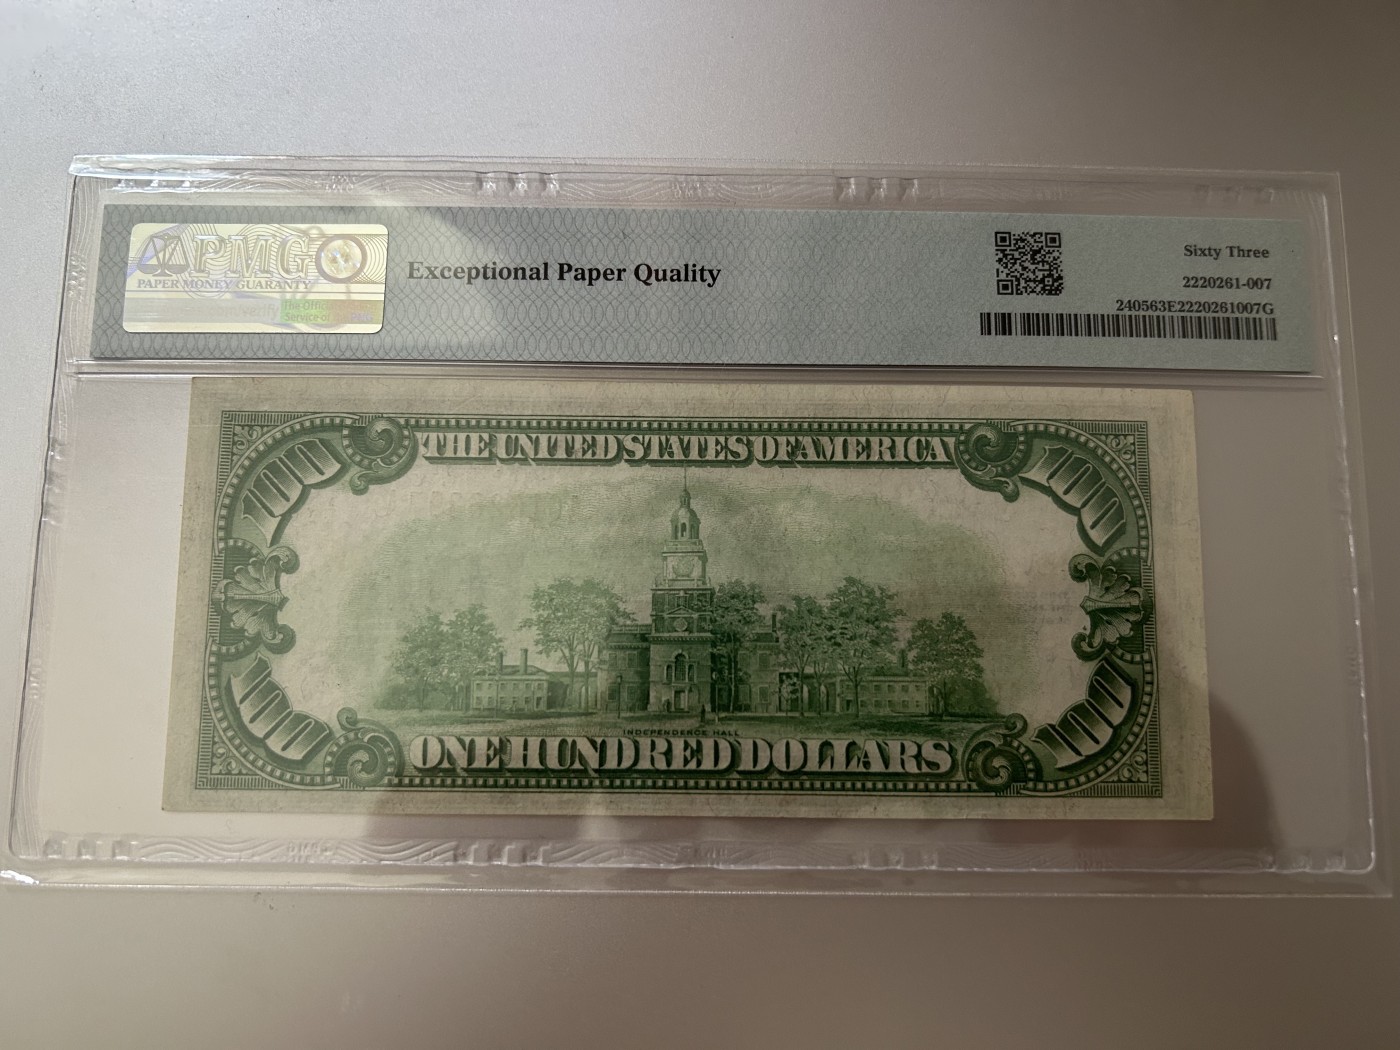 PMG
PAPER MONEY GUARANTY
Exceptional Paper Quality
Sixty Three
2220261-007
240563E2220261007G
100
THE UNITED STATES OF AMERICA
100
INDEPENDENCE HALL
100
ONE HUNDRED DOLLARS
100